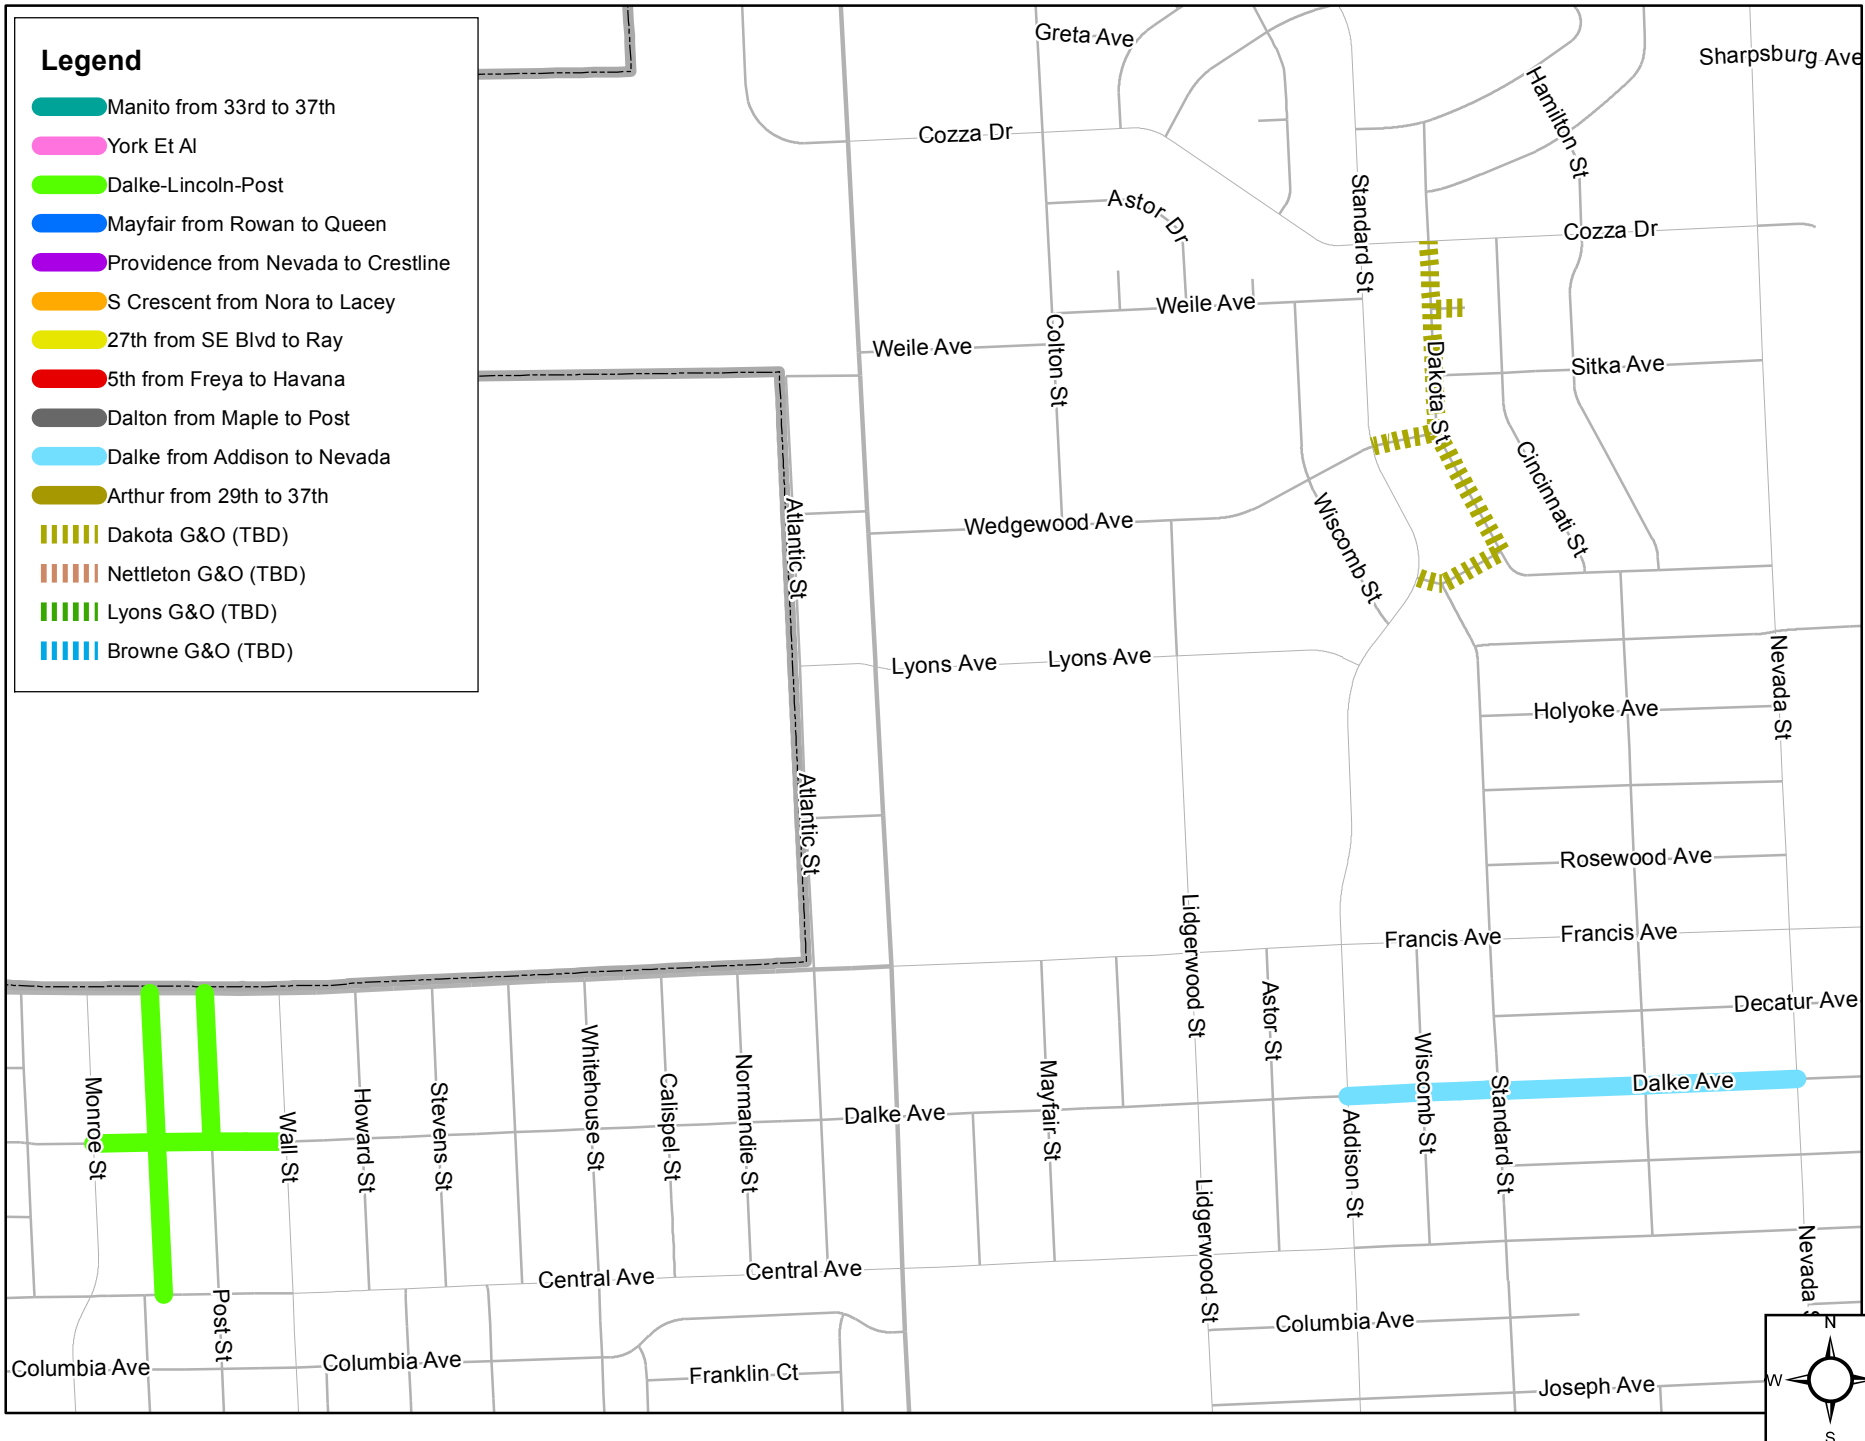 Legend
Manito from 33rd to 37th
York Et Al
Dalke-Lincoln-Post
Mayfair from Rowan to Queen
Providence from Nevada to Crestline
S Crescent from Nora to Lacey
27th from SE Blvd to Ray
5th from Freya to Havana
Dalton from Maple to Post
Dalke from Addison to Nevada
Arthur from 29th to 37th
Dakota G&O (TBD)
Nettleton G&O (TBD)
Lyons G&O (TBD)
Browne G&O (TBD)
Greta Ave
Sharpsburg Ave
Hamilton St
Cozza Dr
Astor Dr
Standard St
Cozza Dr
Weile Ave
Weile Ave
Colton St
Dakota St
Sitka Ave
Cincinnati St
Wiscomb St
Wedgewood Ave
Atlantic St
Lyons Ave
Lyons Ave
Nevada St
Holyoke Ave
Atlantic St
Rosewood Ave
Lidgerwood St
Francis Ave
Francis Ave
Decatur Ave
Astor St
Monroe St
Wall St
Howard St
Stevens St
Whitehouse St
Calispel St
Normandie St
Dalke Ave
Mayfair St
Addison St
Wiscomb St
Standard St
Dalke Ave
Lidgerwood St
Nevada S
Central Ave
Central Ave
Post St
Columbia Ave
Columbia Ave
Franklin Ct
Columbia Ave
Joseph Ave
N
W
S